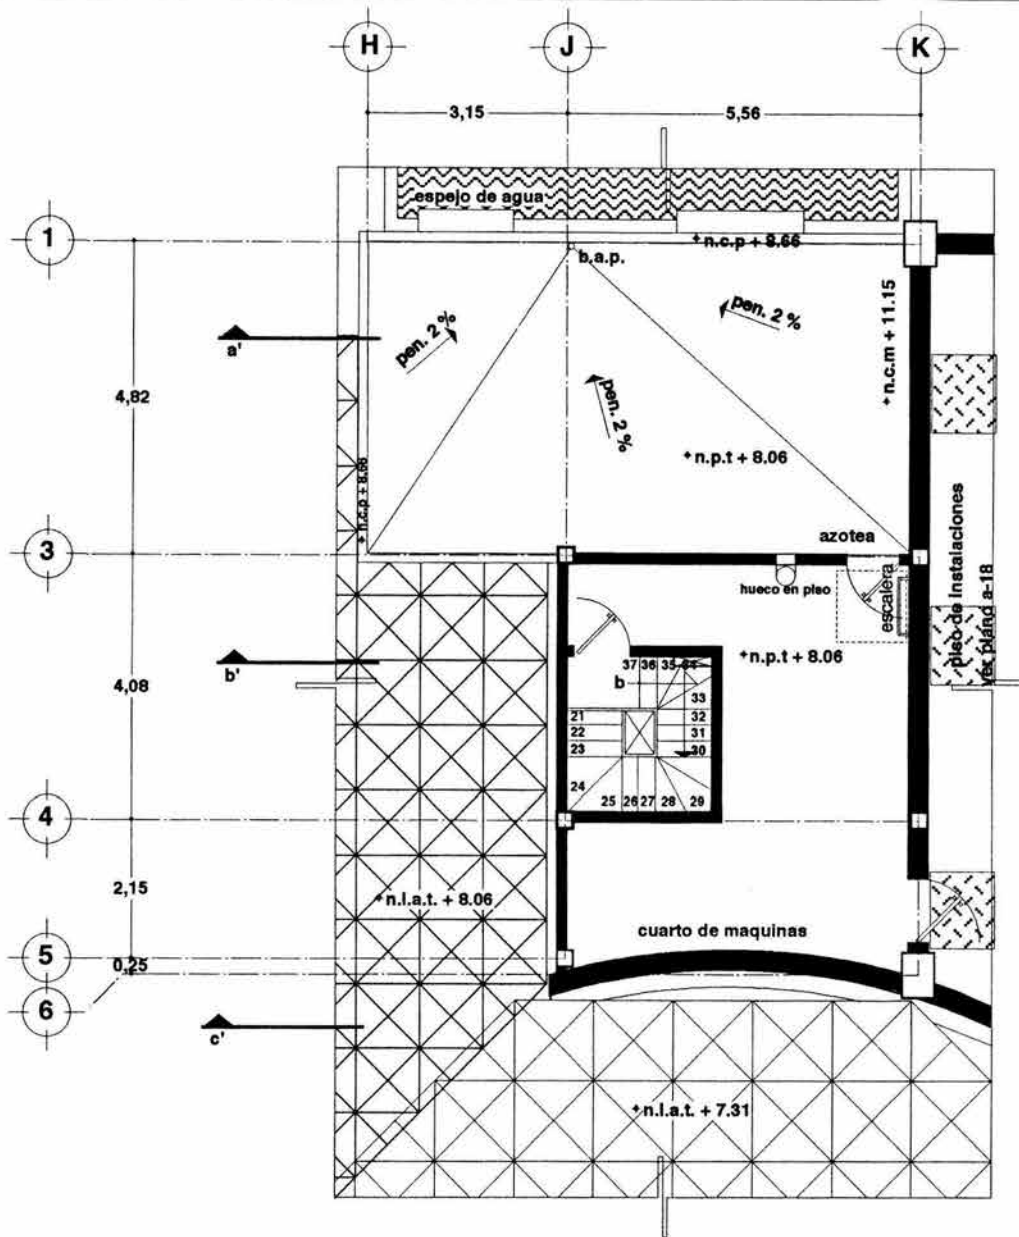 H J K
3,15 5,56
espejo de agua
1
+n.c.p + 8.66
b.a.p.
pen. 2 %
pen. 2 %
pen. 2 %
+n.c.m + 11.15
a'
4,82
+n.p.t + 8.06
+ n.c.p + 8.66
azotea
3
hueco en piso
escalera
piso de instalaciones
ver plano a-18
+n.p.t + 8.06
b'
4,08
37 36 35 34
b
33
21 32
22 31
23 30
24
25 26 27 28 29
4
2,15
+n.l.a.t. + 8.06
cuarto de maquinas
5
0,25
6
c'
+n.l.a.t. + 7.31